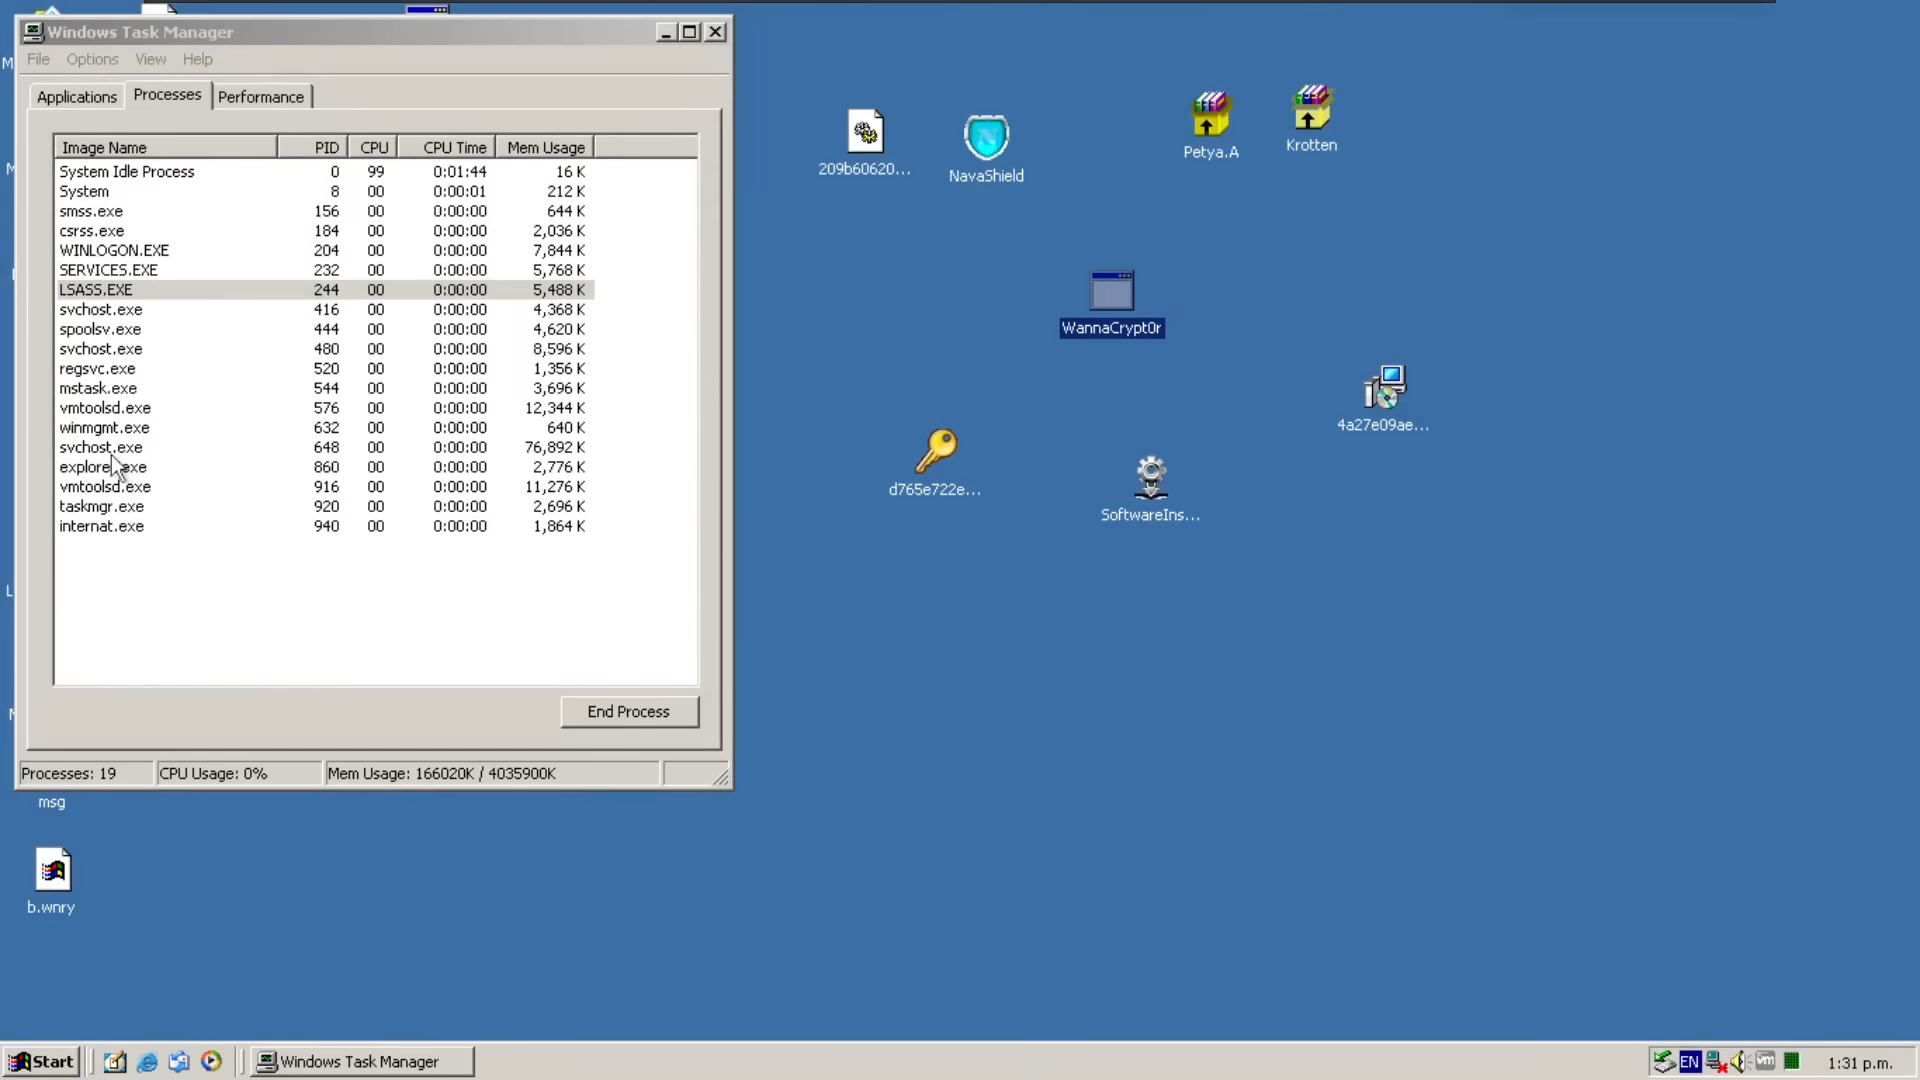 Windows Task Manager
File Options View Help
Applications Processes Performance
Image Name PID CPU CPU Time Mem Usage
System Idle Process 0 99 0:01:44 16 K
System 8 00 0:00:01 212 K
smss.exe 156 00 0:00:00 644 K
csrss.exe 184 00 0:00:00 2,036 K
WINLOGON.EXE 204 00 0:00:00 7,844 K
SERVICES.EXE 232 00 0:00:00 5,768 K
LSASS.EXE 244 00 0:00:00 5,488 K
svchost.exe 416 00 0:00:00 4,368 K
spoolsv.exe 444 00 0:00:00 4,620 K
svchost.exe 480 00 0:00:00 8,596 K
regsvc.exe 520 00 0:00:00 1,356 K
mstask.exe 544 00 0:00:00 3,696 K
vmtoolsd.exe 576 00 0:00:00 12,344 K
winmgmt.exe 632 00 0:00:00 640 K
svchost.exe 648 00 0:00:00 76,892 K
explorer.exe 860 00 0:00:00 2,776 K
vmtoolsd.exe 916 00 0:00:00 11,276 K
taskmgr.exe 920 00 0:00:00 2,696 K
internat.exe 940 00 0:00:00 1,864 K
End Process
Processes: 19 CPU Usage: 0% Mem Usage: 166020K / 4035900K
msg
b.wnry
209b60620...
NavaShield
Petya.A
Krotten
WannaCrypt0r
4a27e09ae...
d765e722e...
SoftwareIns...
Start Windows Task Manager EN vm 1:31 p.m.